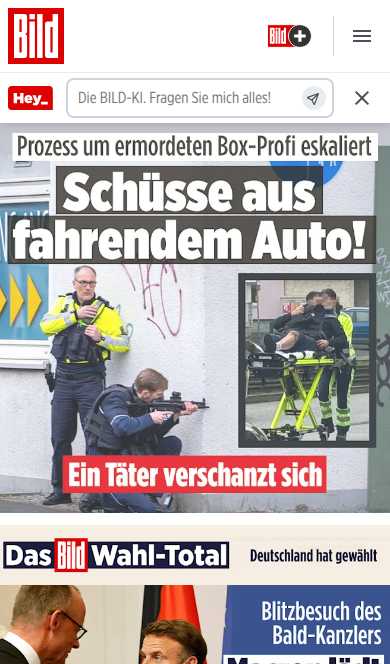 Bild
Bild
Hey_
Die BILD-KI. Fragen Sie mich alles!
Prozess um ermordeten Box-Profi eskaliert
Schüsse aus
fahrendem Auto!
Ein Täter verschanzt sich
Das Bild Wahl-Total
Deutschland hat gewählt
Blitzbesuch des
Bald-Kanzlers